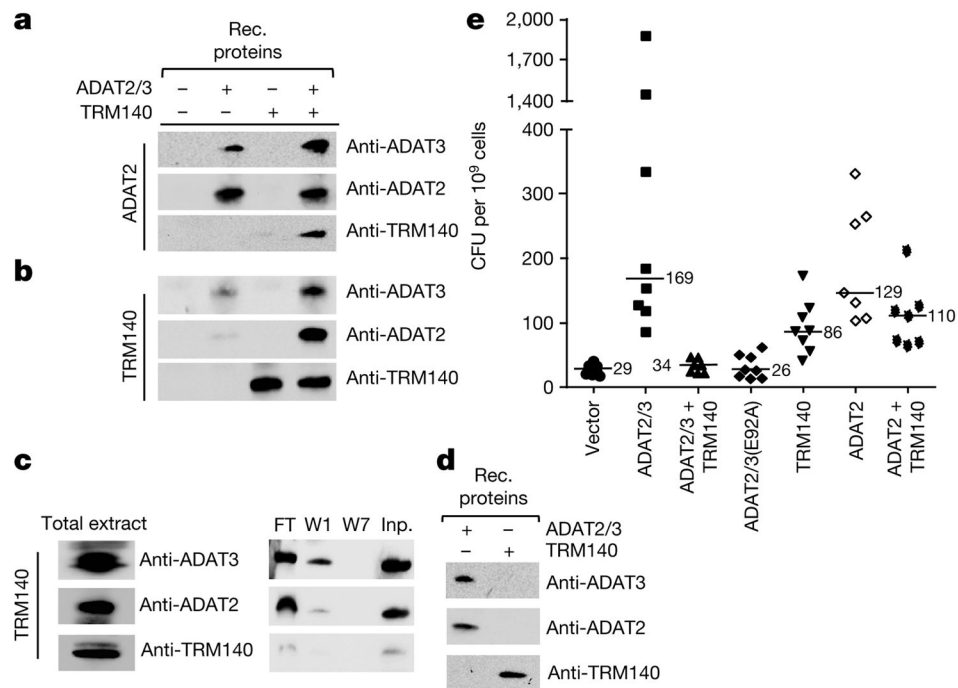 a
Rec.
proteins
ADAT2/3 – + – +
TRM140 – – + +
ADAT2
Anti-ADAT3
Anti-ADAT2
Anti-TRM140
b
TRM140
Anti-ADAT3
Anti-ADAT2
Anti-TRM140
c
Total extract
FT W1 W7 Inp.
TRM140
Anti-ADAT3
Anti-ADAT2
Anti-TRM140
d
Rec.
proteins
+ – ADAT2/3
– + TRM140
Anti-ADAT3
Anti-ADAT2
Anti-TRM140
e
CFU per 10⁹ cells
2,000
1,700
1,400
400
300
200
100
0
29
169
34
26
86
129
110
Vector
ADAT2/3
ADAT2/3 +
TRM140
ADAT2/3(E92A)
TRM140
ADAT2
ADAT2 +
TRM140